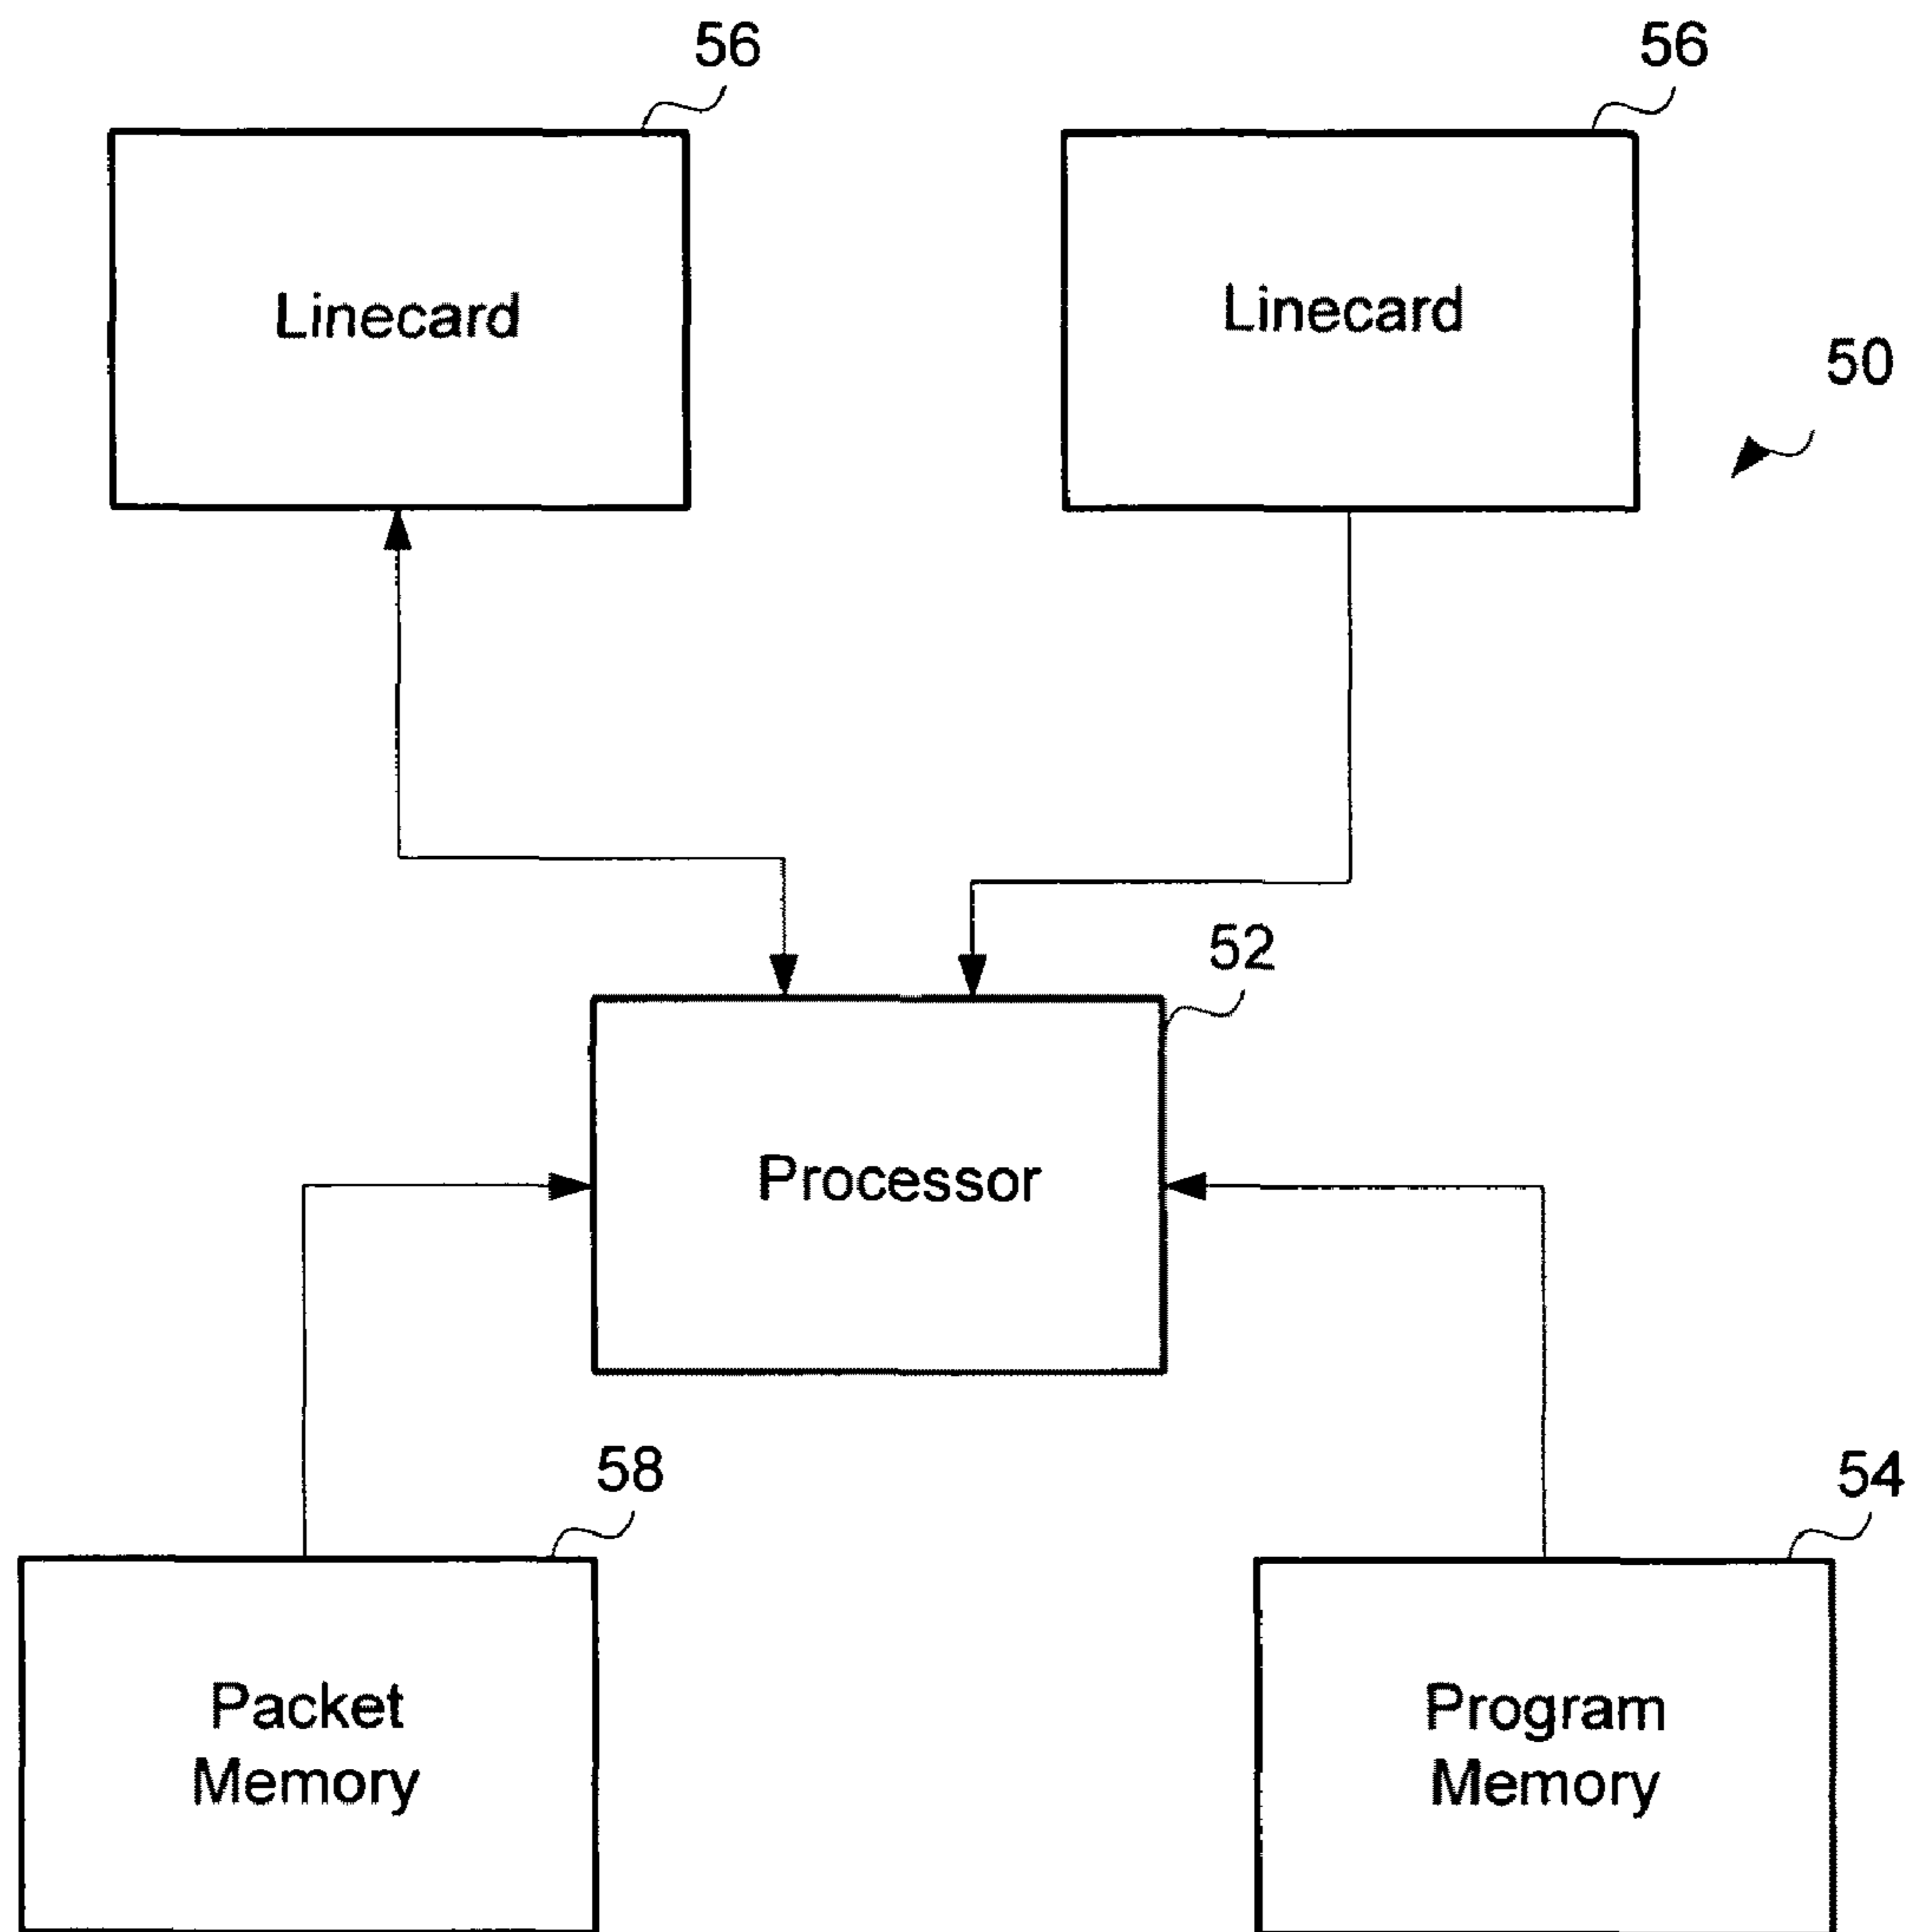 56
56
Linecard
Linecard
50
52
Processor
58
54
Packet
Memory
Program
Memory